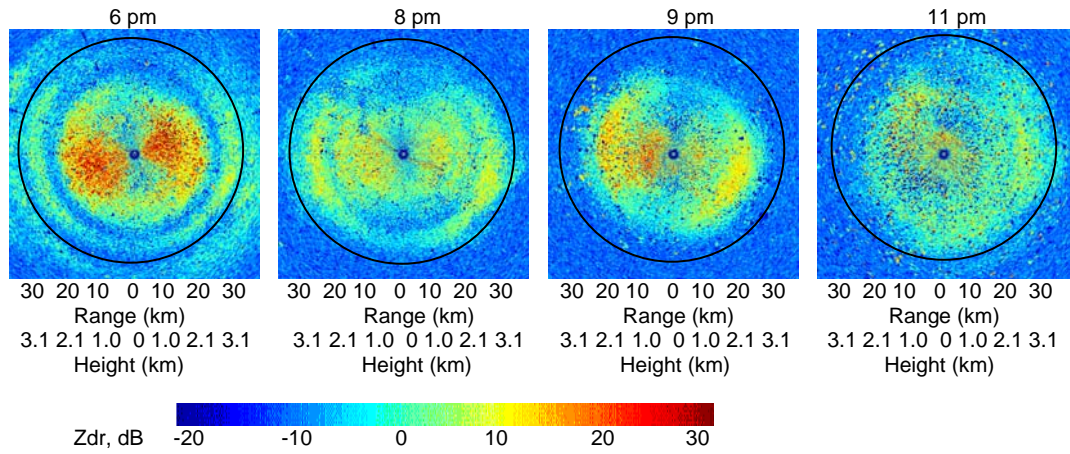 6 pm 8 pm 9 pm 11 pm
30 20 10 0 10 20 30 30 20 10 0 10 20 30 30 20 10 0 10 20 30 30 20 10 0 10 20 30
Range (km) Range (km) Range (km) Range (km)
3.1 2.1 1.0 0 1.0 2.1 3.1 3.1 2.1 1.0 0 1.0 2.1 3.1 3.1 2.1 1.0 0 1.0 2.1 3.1 3.1 2.1 1.0 0 1.0 2.1 3.1
Height (km) Height (km) Height (km) Height (km)
Zdr, dB -20 -10 0 10 20 30